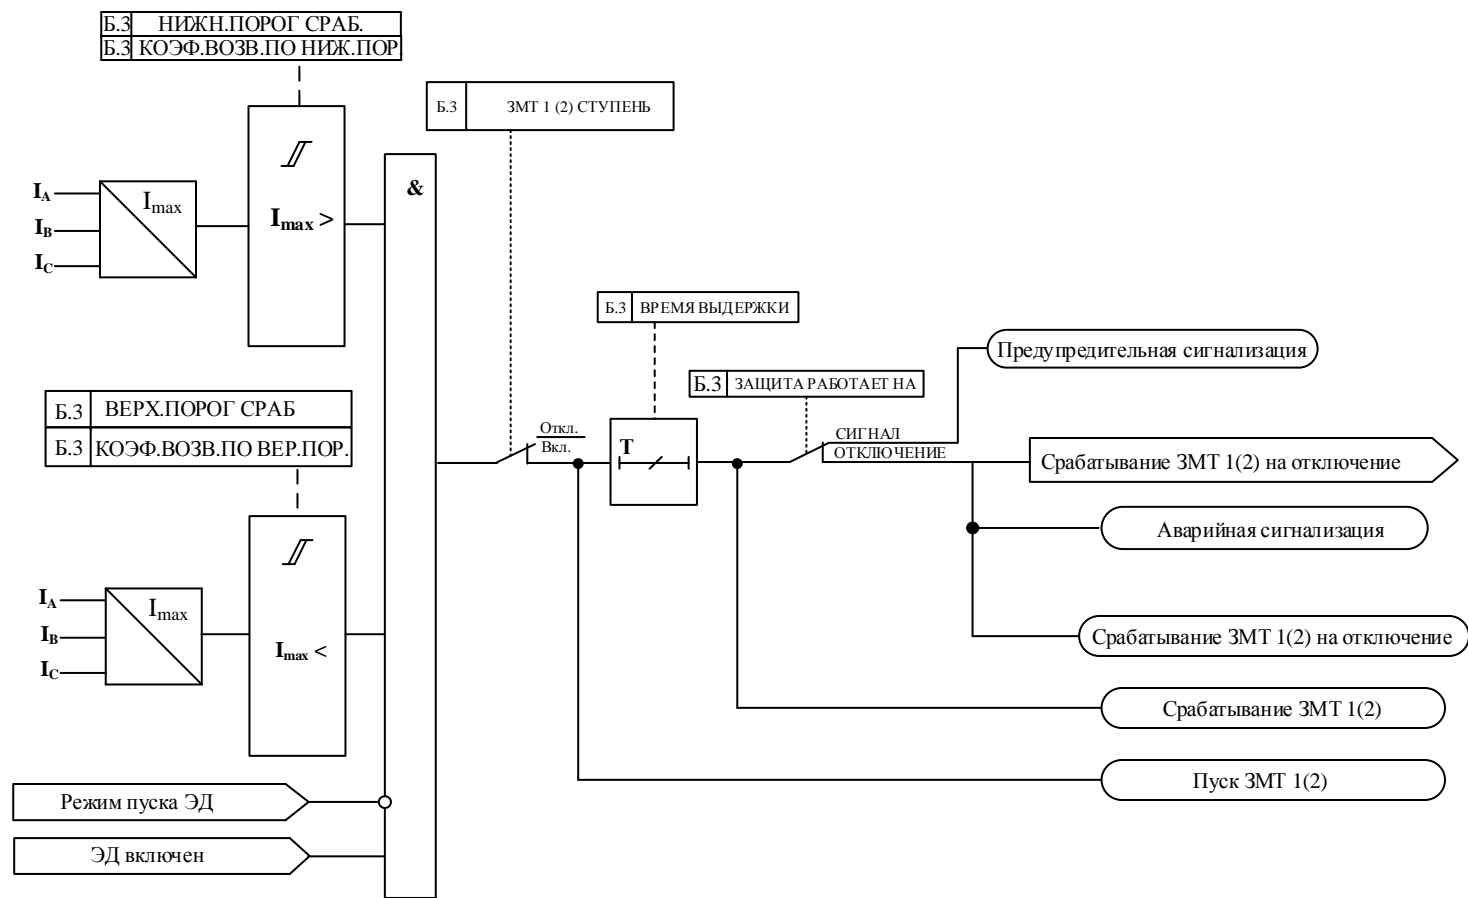 Б.3 НИЖН.ПОРОГ СРАБ.
Б.3 КОЭФ.ВОЗВ.ПО НИЖ.ПОР.
Б.3 ЗМТ 1 (2) СТУПЕНЬ
&
I_A
I_B
I_C
I_max
I_max >
Б.3 ВРЕМЯ ВЫДЕРЖКИ
Предупредительная сигнализация
Б.3 ЗАЩИТА РАБОТАЕТ НА
Б.3 ВЕРХ.ПОРОГ СРАБ
Б.3 КОЭФ.ВОЗВ.ПО ВЕР.ПОР.
Откл.
Вкл.
T
СИГНАЛ
ОТКЛЮЧЕНИЕ
Срабатывание ЗМТ 1(2) на отключение
Аварийная сигнализация
I_A
I_B
I_C
I_max
I_max <
Срабатывание ЗМТ 1(2) на отключение
Срабатывание ЗМТ 1(2)
Пуск ЗМТ 1(2)
Режим пуска ЭД
ЭД включен